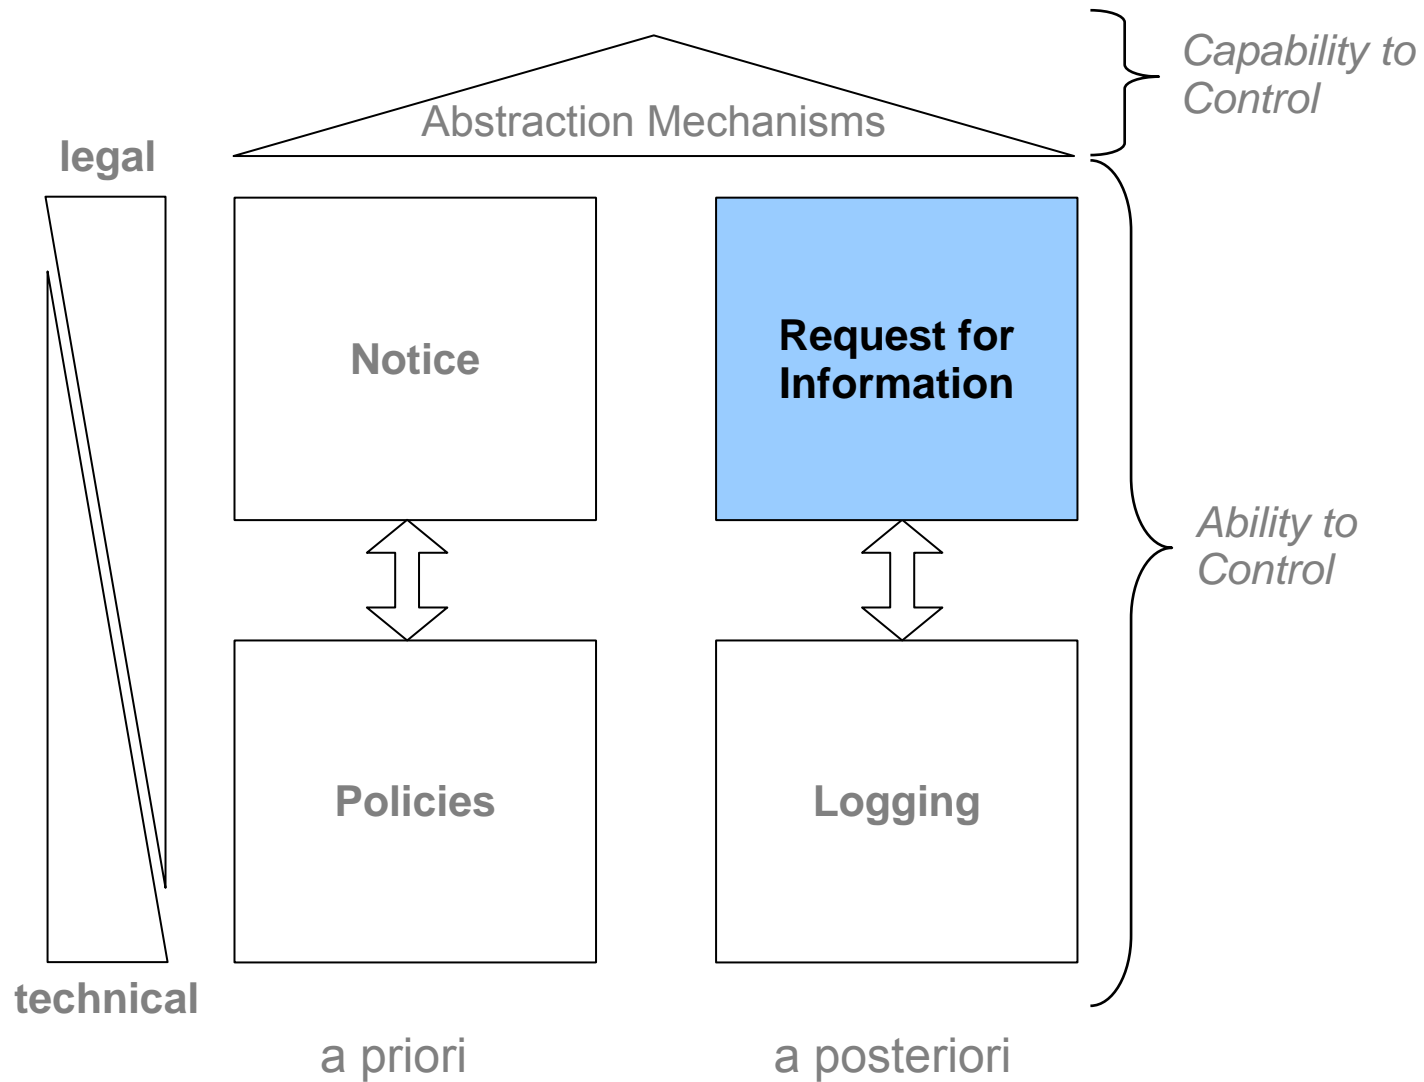 Capability to
Control
Abstraction Mechanisms
legal
Notice
Request for
Information
Ability to
Control
Policies
Logging
technical
a priori
a posteriori